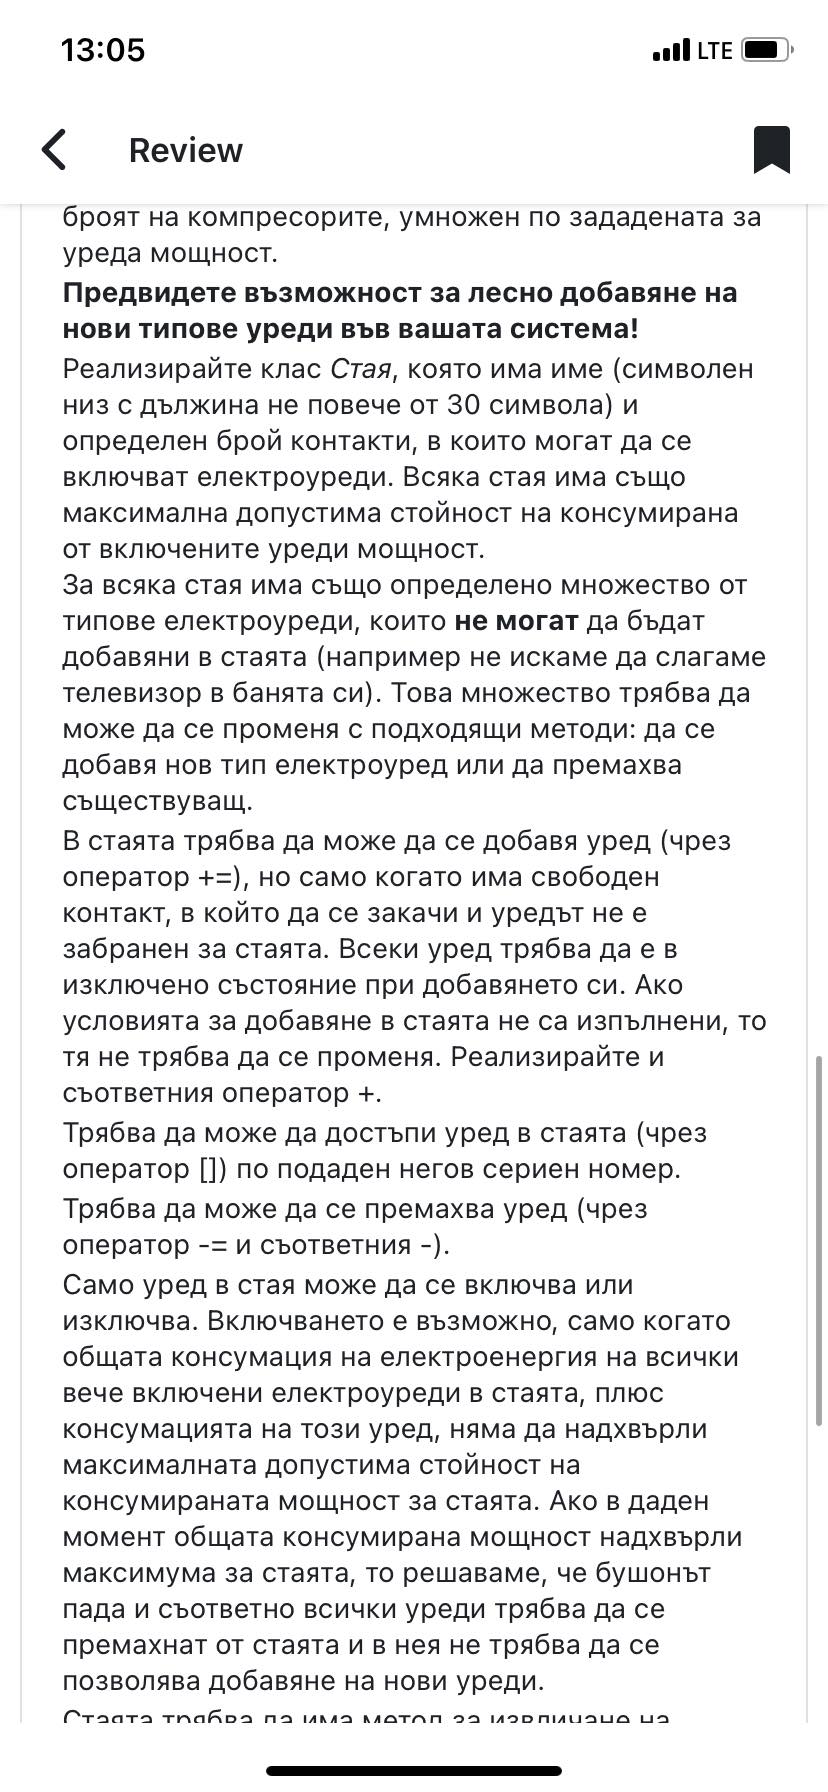 13:05
LTE
Review
броят на компресорите, умножен по зададената за
уреда мощност.
Предвидете възможност за лесно добавяне на
нови типове уреди във вашата система!
Реализирайте клас Стая, която има име (символен
низ с дължина не повече от 30 символа) и
определен брой контакти, в които могат да се
включват електроуреди. Всяка стая има също
максимална допустима стойност на консумирана
от включените уреди мощност.
За всяка стая има също определено множество от
типове електроуреди, които не могат да бъдат
добавяни в стаята (например не искаме да слагаме
телевизор в банята си). Това множество трябва да
може да се променя с подходящи методи: да се
добавя нов тип електроуред или да премахва
съществуващ.
В стаята трябва да може да се добавя уред (чрез
оператор +=), но само когато има свободен
контакт, в който да се закачи и уредът не е
забранен за стаята. Всеки уред трябва да е в
изключено състояние при добавянето си. Ако
условията за добавяне в стаята не са изпълнени, то
тя не трябва да се променя. Реализирайте и
съответния оператор +.
Трябва да може да достъпи уред в стаята (чрез
оператор []) по подаден негов сериен номер.
Трябва да може да се премахва уред (чрез
оператор -= и съответния -).
Само уред в стая може да се включва или
изключва. Включването е възможно, само когато
общата консумация на електроенергия на всички
вече включени електроуреди в стаята, плюс
консумацията на този уред, няма да надхвърли
максималната допустима стойност на
консумираната мощност за стаята. Ако в даден
момент общата консумирана мощност надхвърли
максимума за стаята, то решаваме, че бушонът
пада и съответно всички уреди трябва да се
премахнат от стаята и в нея не трябва да се
позволява добавяне на нови уреди.
Стаята трябва да има метод за извличане на